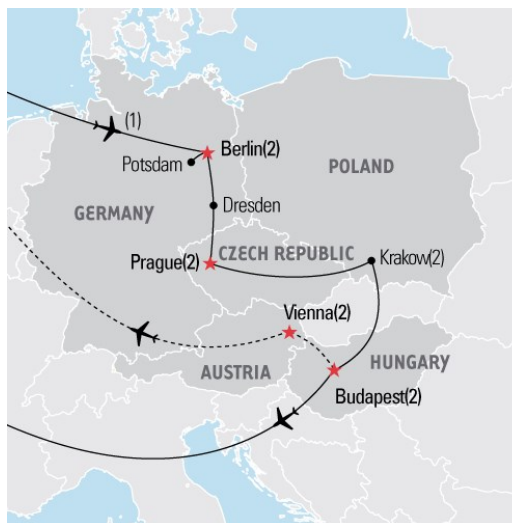 (1)
Berlin(2)
Potsdam
POLAND
GERMANY
Dresden
CZECH REPUBLIC
Prague(2)
Krakow(2)
Vienna(2)
HUNGARY
AUSTRIA
Budapest(2)